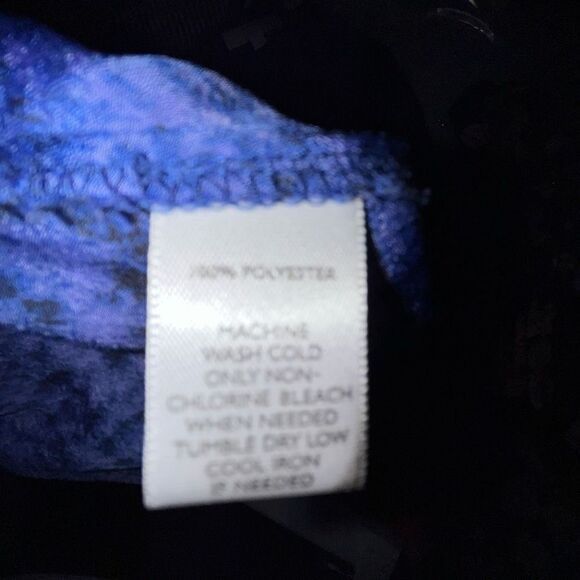 100% POLYESTER
MACHINE
WASH COLD
ONLY NON-
CHLORINE BLEACH
WHEN NEEDED
TUMBLE DRY LOW
COOL IRON
IF NEEDED